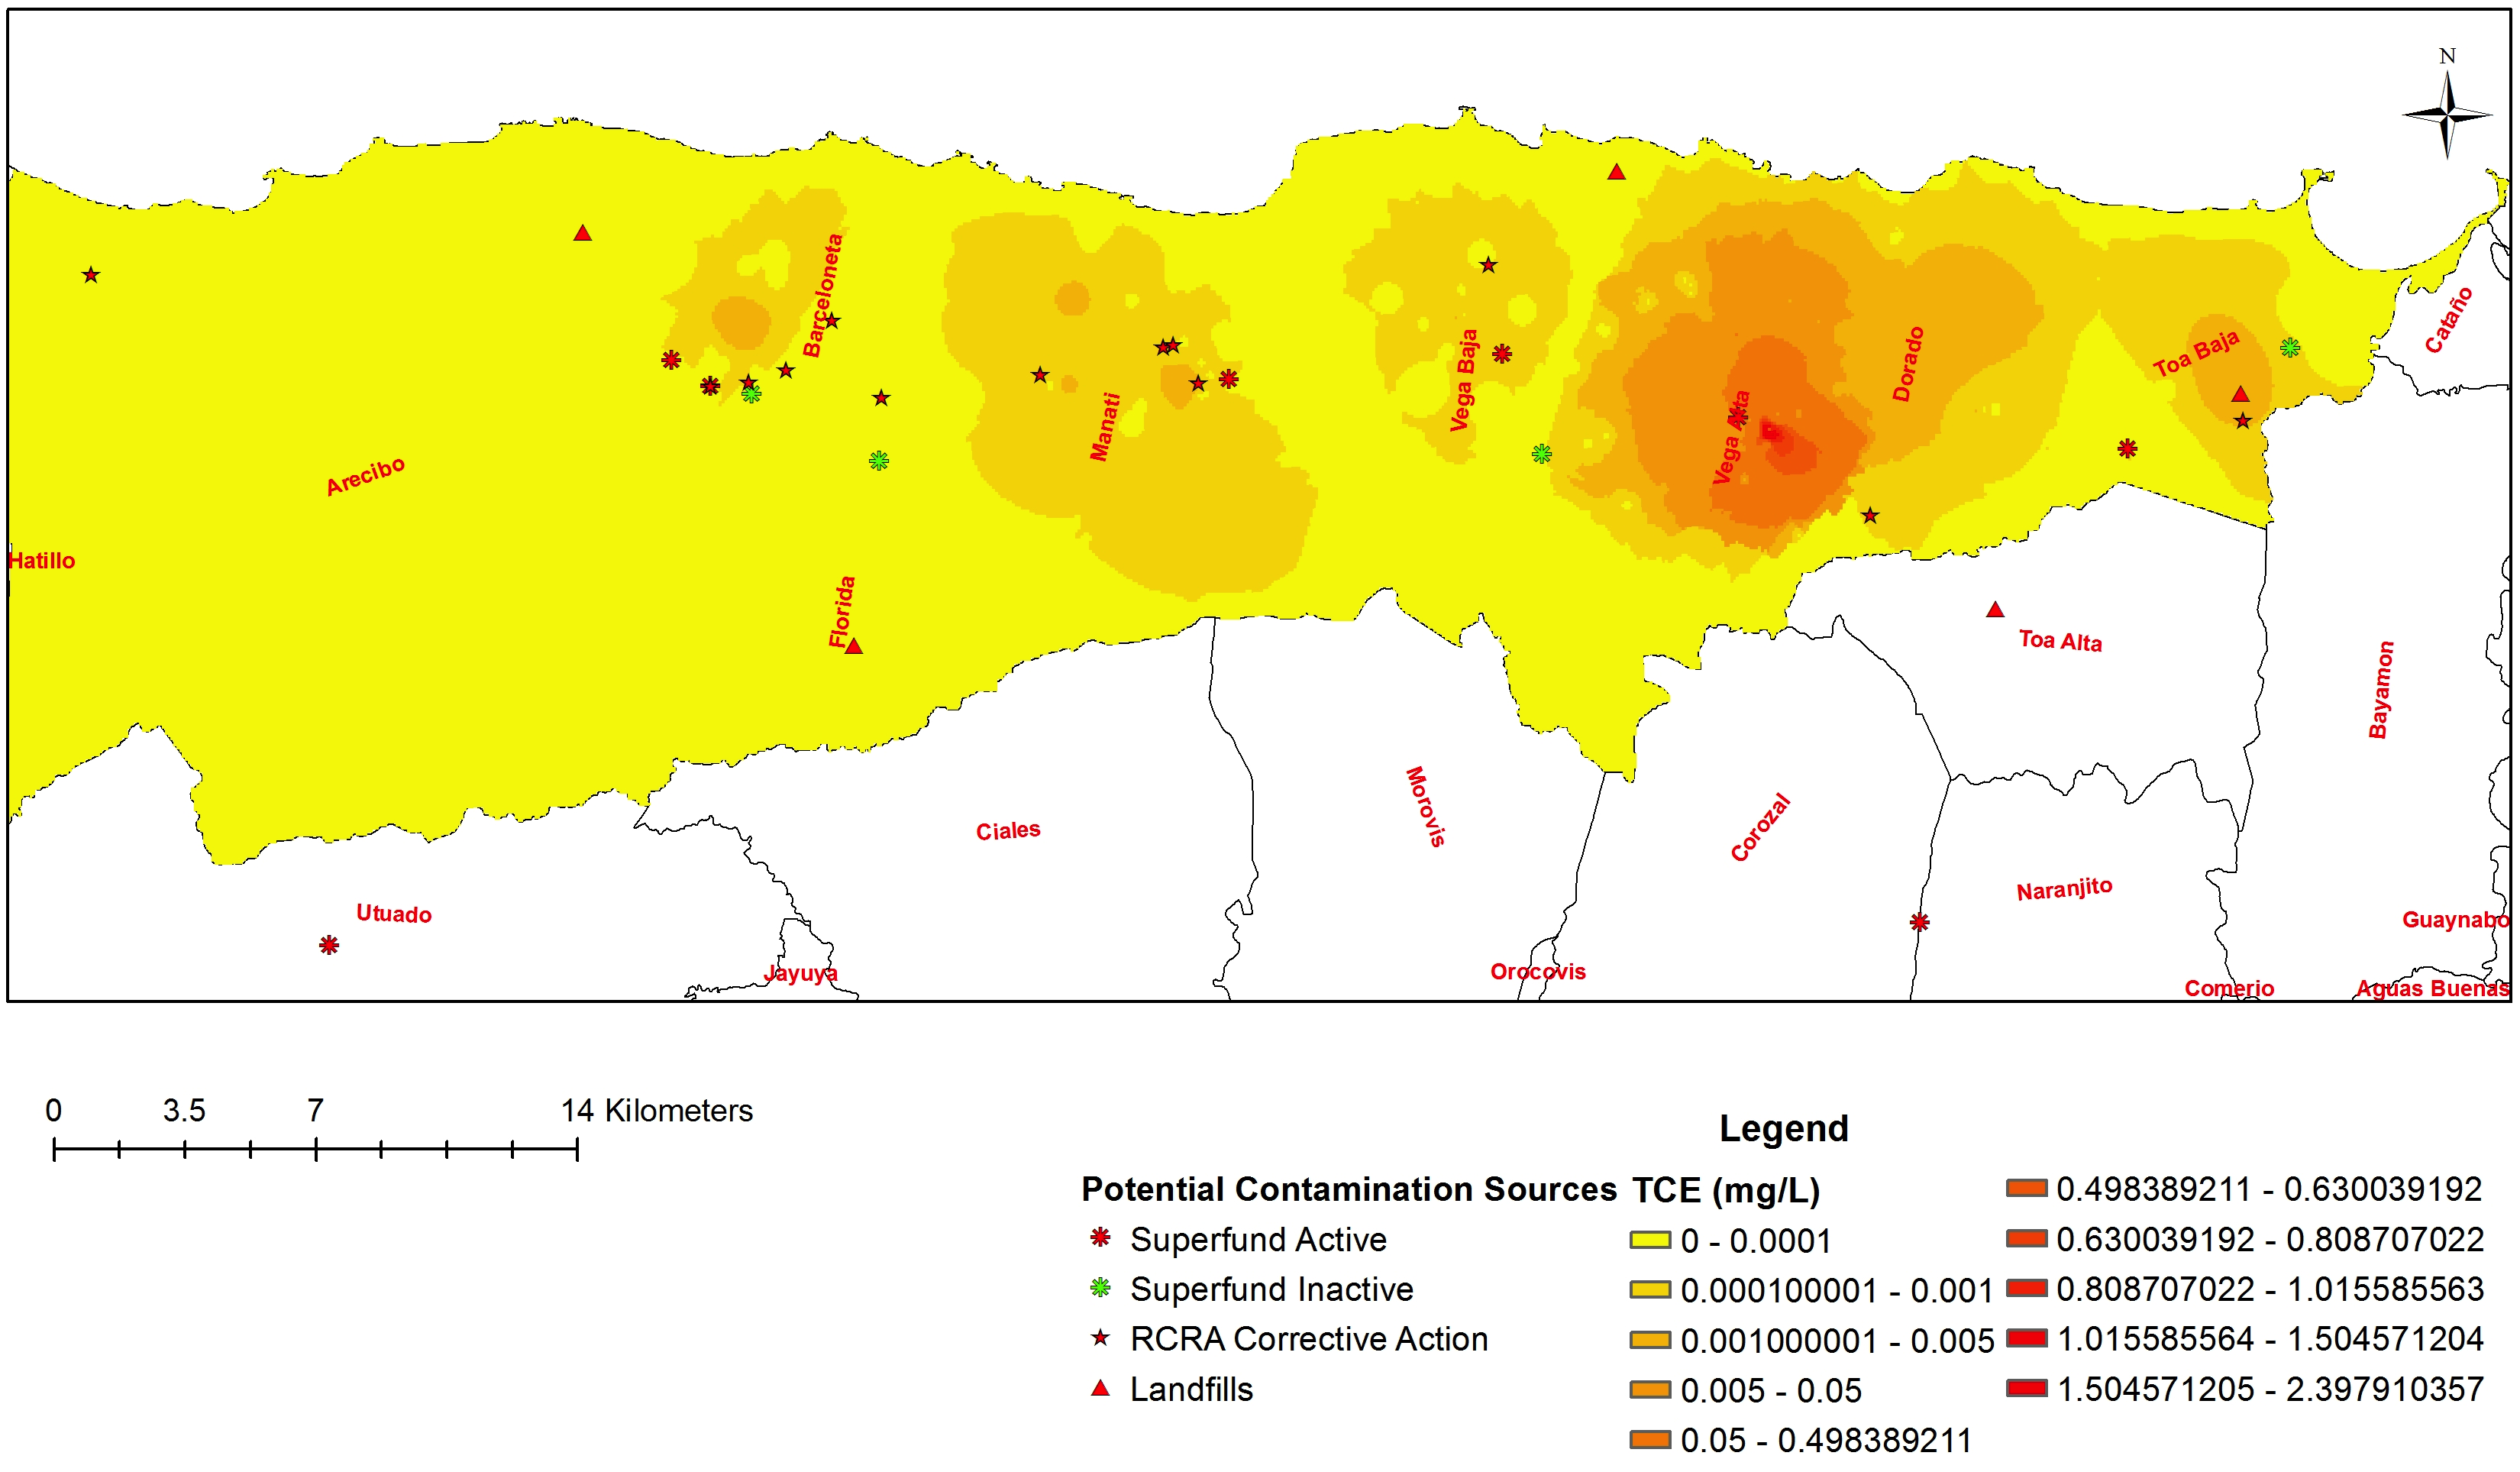 N
Barceloneta
Cataño
Vega Baja
Dorado
Toa Baja
Manati
Vega Alta
Arecibo
Hatillo
Florida
Toa Alta
Bayamon
Morovis
Corozal
Ciales
Naranjito
Utuado
Guaynabo
Jayuya
Orocovis
Comerio
Aguas Buenas
0 3.5 7 14 Kilometers
Legend
Potential Contamination Sources
Superfund Active
Superfund Inactive
RCRA Corrective Action
Landfills
TCE (mg/L)
0 - 0.0001
0.000100001 - 0.001
0.001000001 - 0.005
0.005 - 0.05
0.05 - 0.498389211
0.498389211 - 0.630039192
0.630039192 - 0.808707022
0.808707022 - 1.015585563
1.015585564 - 1.504571204
1.504571205 - 2.397910357